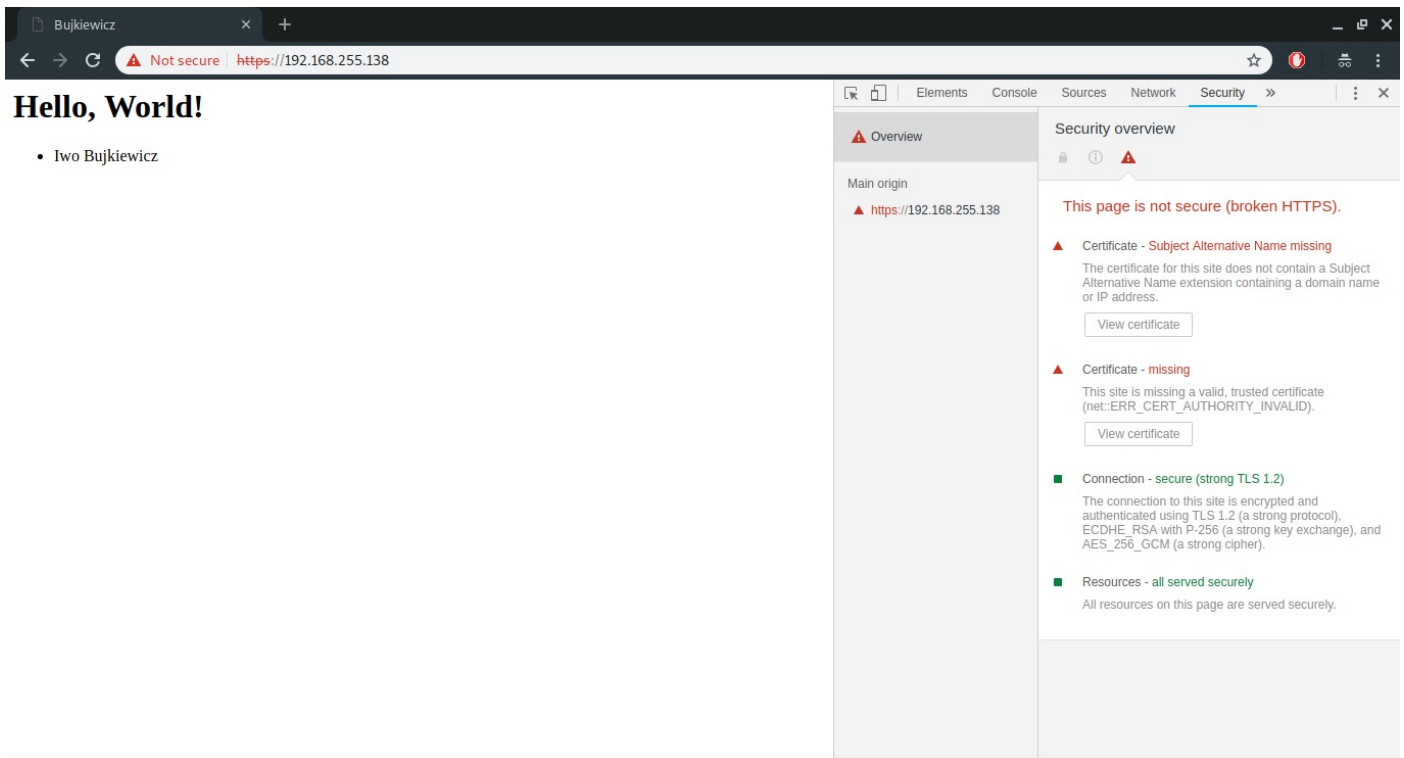 Bujkiewicz
Not secure https://192.168.255.138
Hello, World!
Iwo Bujkiewicz
Elements Console Sources Network Security
Overview
Main origin
https://192.168.255.138
Security overview
This page is not secure (broken HTTPS).
Certificate - Subject Alternative Name missing
The certificate for this site does not contain a Subject
Alternative Name extension containing a domain name
or IP address.
View certificate
Certificate - missing
This site is missing a valid, trusted certificate
(net::ERR_CERT_AUTHORITY_INVALID).
View certificate
Connection - secure (strong TLS 1.2)
The connection to this site is encrypted and
authenticated using TLS 1.2 (a strong protocol),
ECDHE_RSA with P-256 (a strong key exchange), and
AES_256_GCM (a strong cipher).
Resources - all served securely
All resources on this page are served securely.